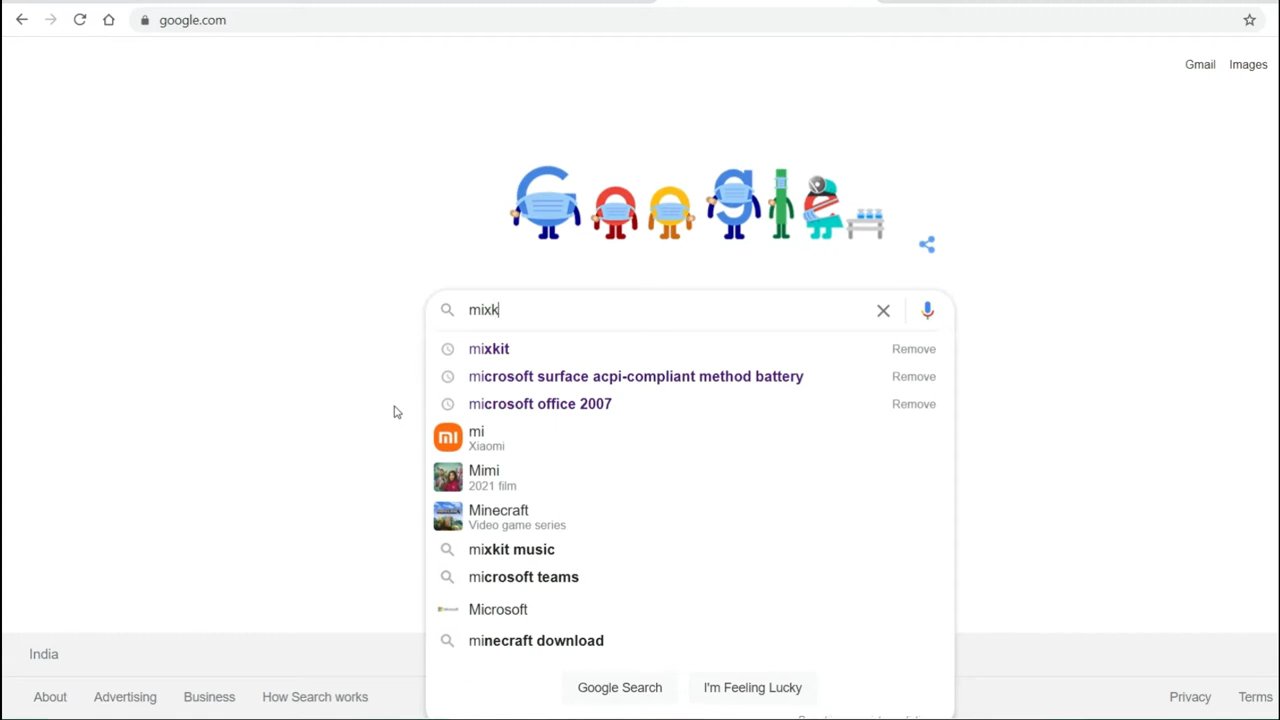 google.com
Gmail Images
Google
mixk
mixkit Remove
microsoft surface acpi-compliant method battery Remove
microsoft office 2007 Remove
mi
mi
Xiaomi
Mimi
2021 film
Minecraft
Video game series
mixkit music
microsoft teams
Microsoft
minecraft download
Google Search I'm Feeling Lucky
India
About Advertising Business How Search works Privacy Terms